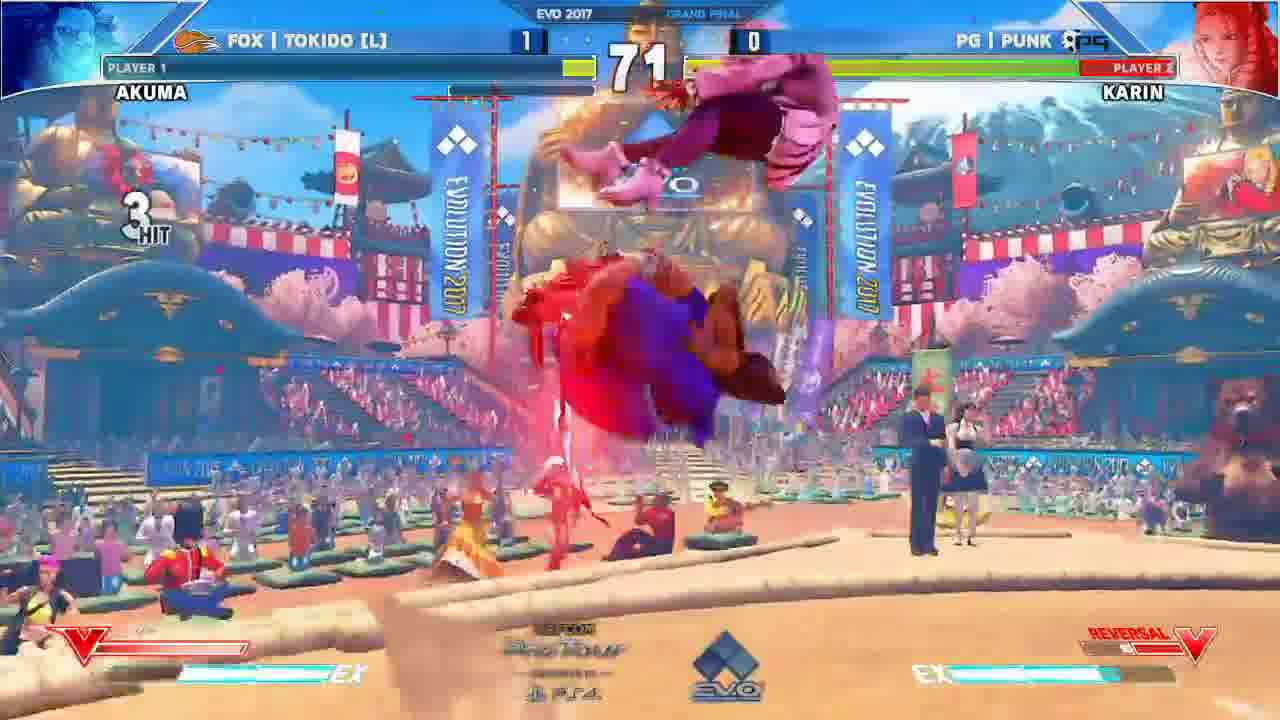 EVO 2017
GRAND FINAL
FOX | TOKIDO [L]
1
71
0
PG | PUNK
PLAYER 1
PLAYER 2
AKUMA
KARIN
3
HIT
EVOLUTION 2017
EVOLUTION 2017
REVERSAL
EX
EX
PS4
EVO